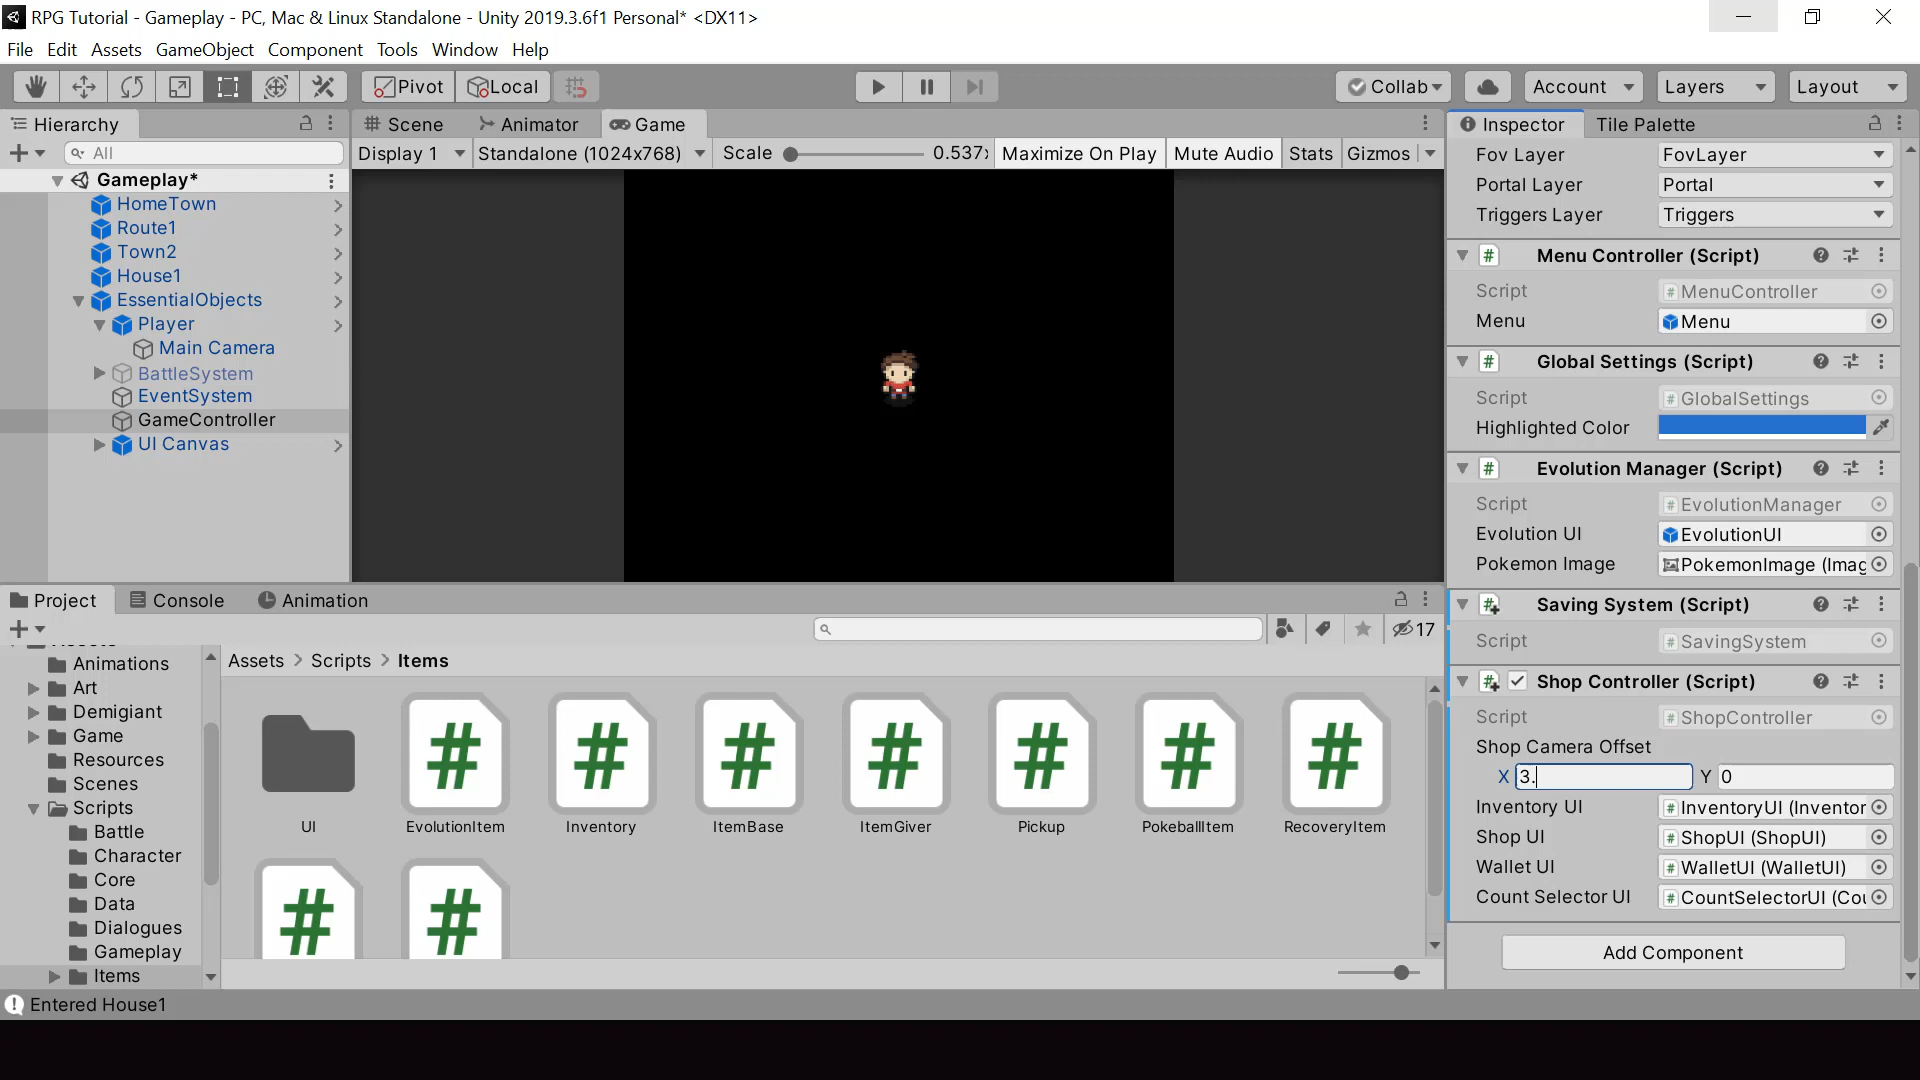 RPG Tutorial - Gameplay - PC, Mac & Linux Standalone - Unity 2019.3.6f1 Personal* <DX11>
File Edit Assets GameObject Component Tools Window Help
Pivot Local Collab Account Layers Layout
Hierarchy
All
Gameplay*
HomeTown
Route1
Town2
House1
EssentialObjects
Player
Main Camera
BattleSystem
EventSystem
GameController
UI Canvas
Scene Animator Game
Display 1 Standalone (1024x768) Scale 0.537x Maximize On Play Mute Audio Stats Gizmos
Inspector Tile Palette
Fov Layer FovLayer
Portal Layer Portal
Triggers Layer Triggers
# Menu Controller (Script)
Script # MenuController
Menu Menu
# Global Settings (Script)
Script # GlobalSettings
Highlighted Color
# Evolution Manager (Script)
Script # EvolutionManager
Evolution UI EvolutionUI
Pokemon Image PokemonImage (Imag
# Saving System (Script)
Script # SavingSystem
# Shop Controller (Script)
Script # ShopController
Shop Camera Offset
X 3. Y 0
Inventory UI # InventoryUI (Inventor
Shop UI # ShopUI (ShopUI)
Wallet UI # WalletUI (WalletUI)
Count Selector UI # CountSelectorUI (Cou
Add Component
Project Console Animation
17
Animations
Art
Demigiant
Game
Resources
Scenes
Scripts
Battle
Character
Core
Data
Dialogues
Gameplay
Items
Assets > Scripts > Items
# # # # # # #
UI EvolutionItem Inventory ItemBase ItemGiver Pickup PokeballItem RecoveryItem
# #
Entered House1